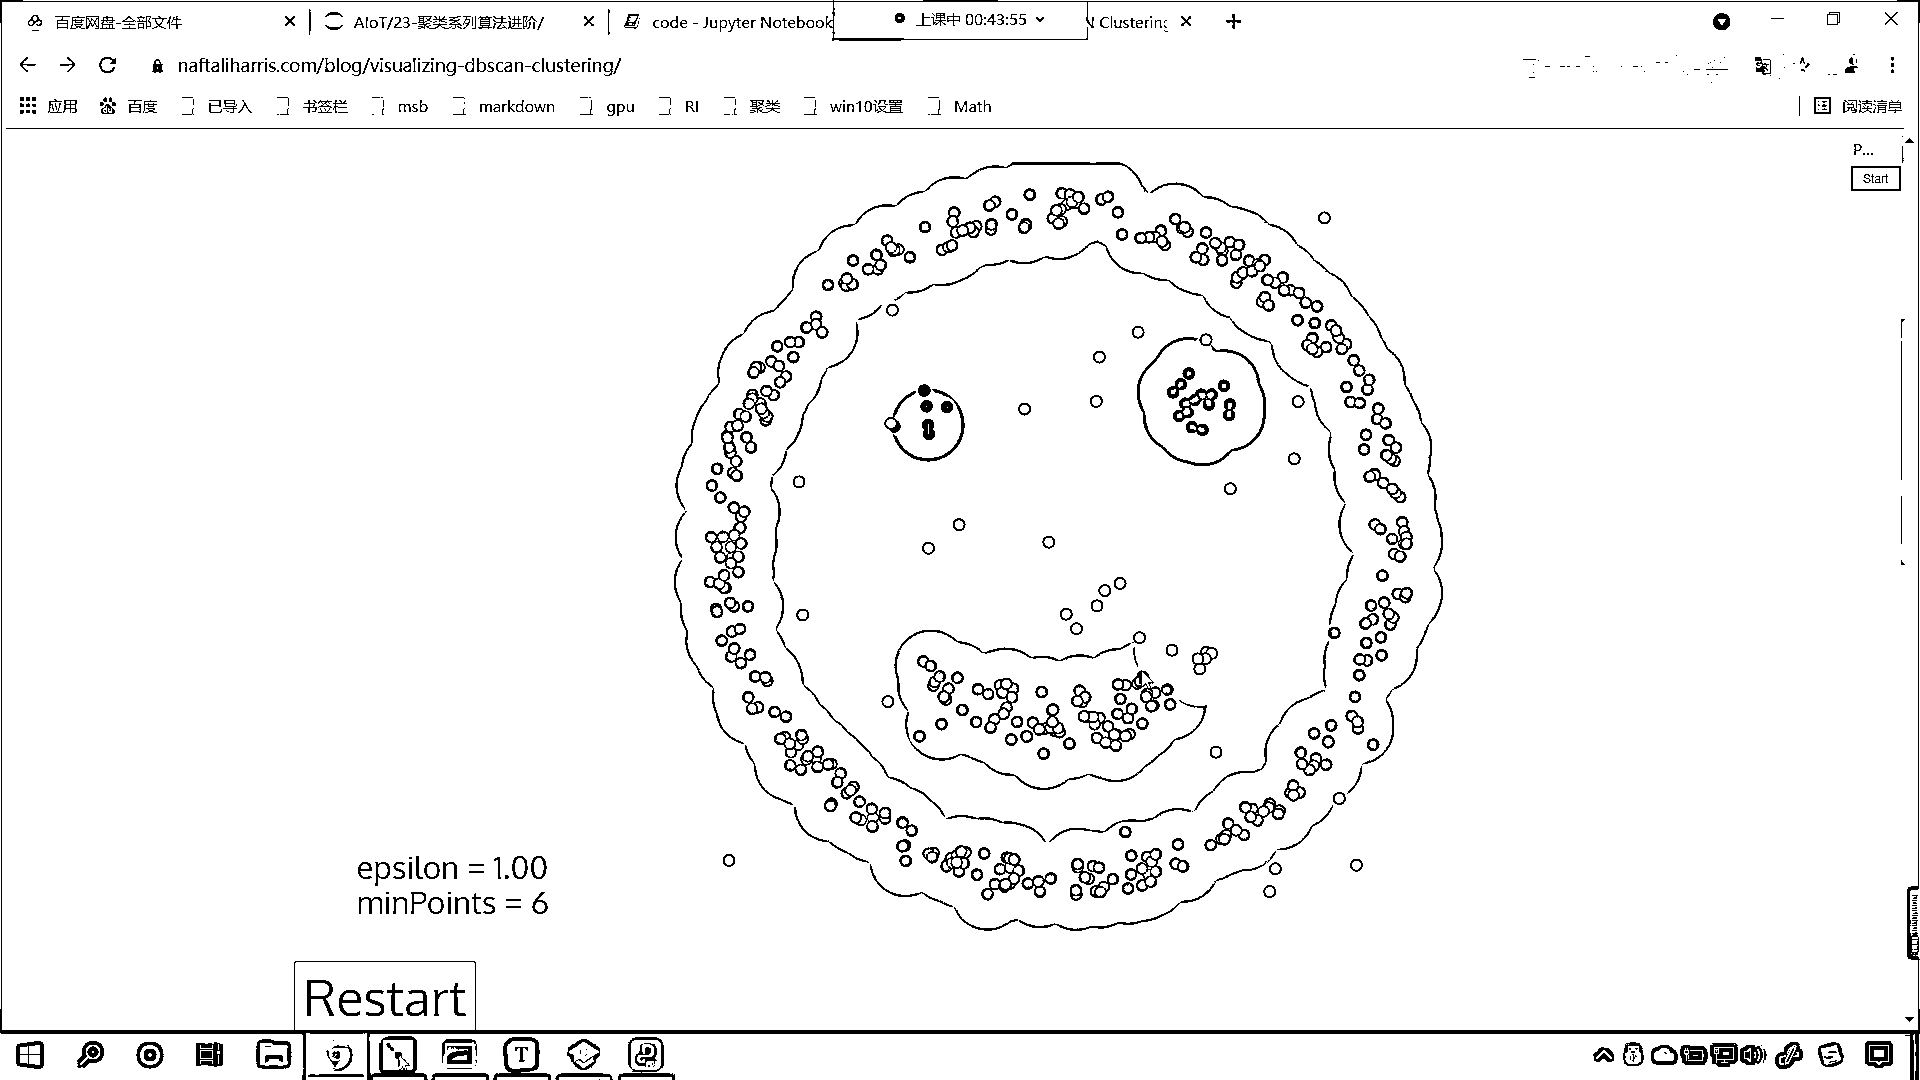 百度网盘-全部文件
AIoT/23-聚类系列算法进阶/
code - Jupyter Notebook
上课中 00:43:55
Clustering
naftaliharris.com/blog/visualizing-dbscan-clustering/
应用 百度 已导入 书签栏 msb markdown gpu RI 聚类 win10设置 Math 阅读清单
P...
Start
epsilon = 1.00
minPoints = 6
Restart